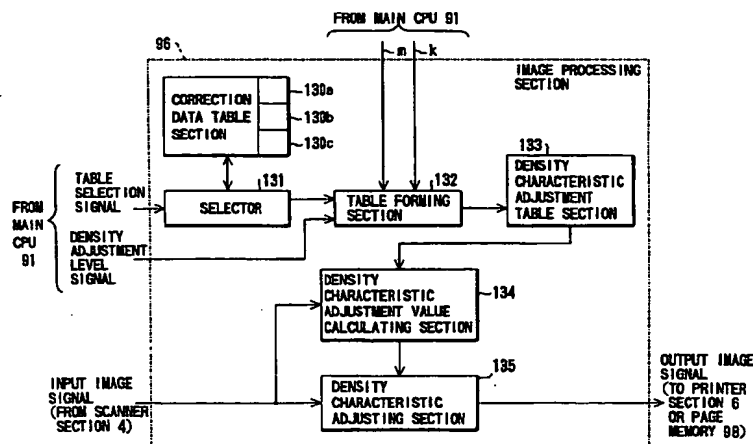 FROM MAIN CPU 91
m
k
96
IMAGE PROCESSING
SECTION
CORRECTION
DATA TABLE
SECTION
130a
130b
130c
133
DENSITY
CHARACTERISTIC
ADJUSTMENT
TABLE SECTION
FROM
MAIN
CPU
91
TABLE
SELECTION
SIGNAL
131
SELECTOR
132
TABLE FORMING
SECTION
DENSITY
ADJUSTMENT
LEVEL
SIGNAL
DENSITY
CHARACTERISTIC
ADJUSTMENT VALUE
CALCULATING SECTION
134
135
INPUT IMAGE
SIGNAL
(FROM SCANNER
SECTION 4)
DENSITY
CHARACTERISTIC
ADJUSTING SECTION
OUTPUT IMAGE
SIGNAL
(TO PRINTER
SECTION 6
OR PAGE
MEMORY 98)